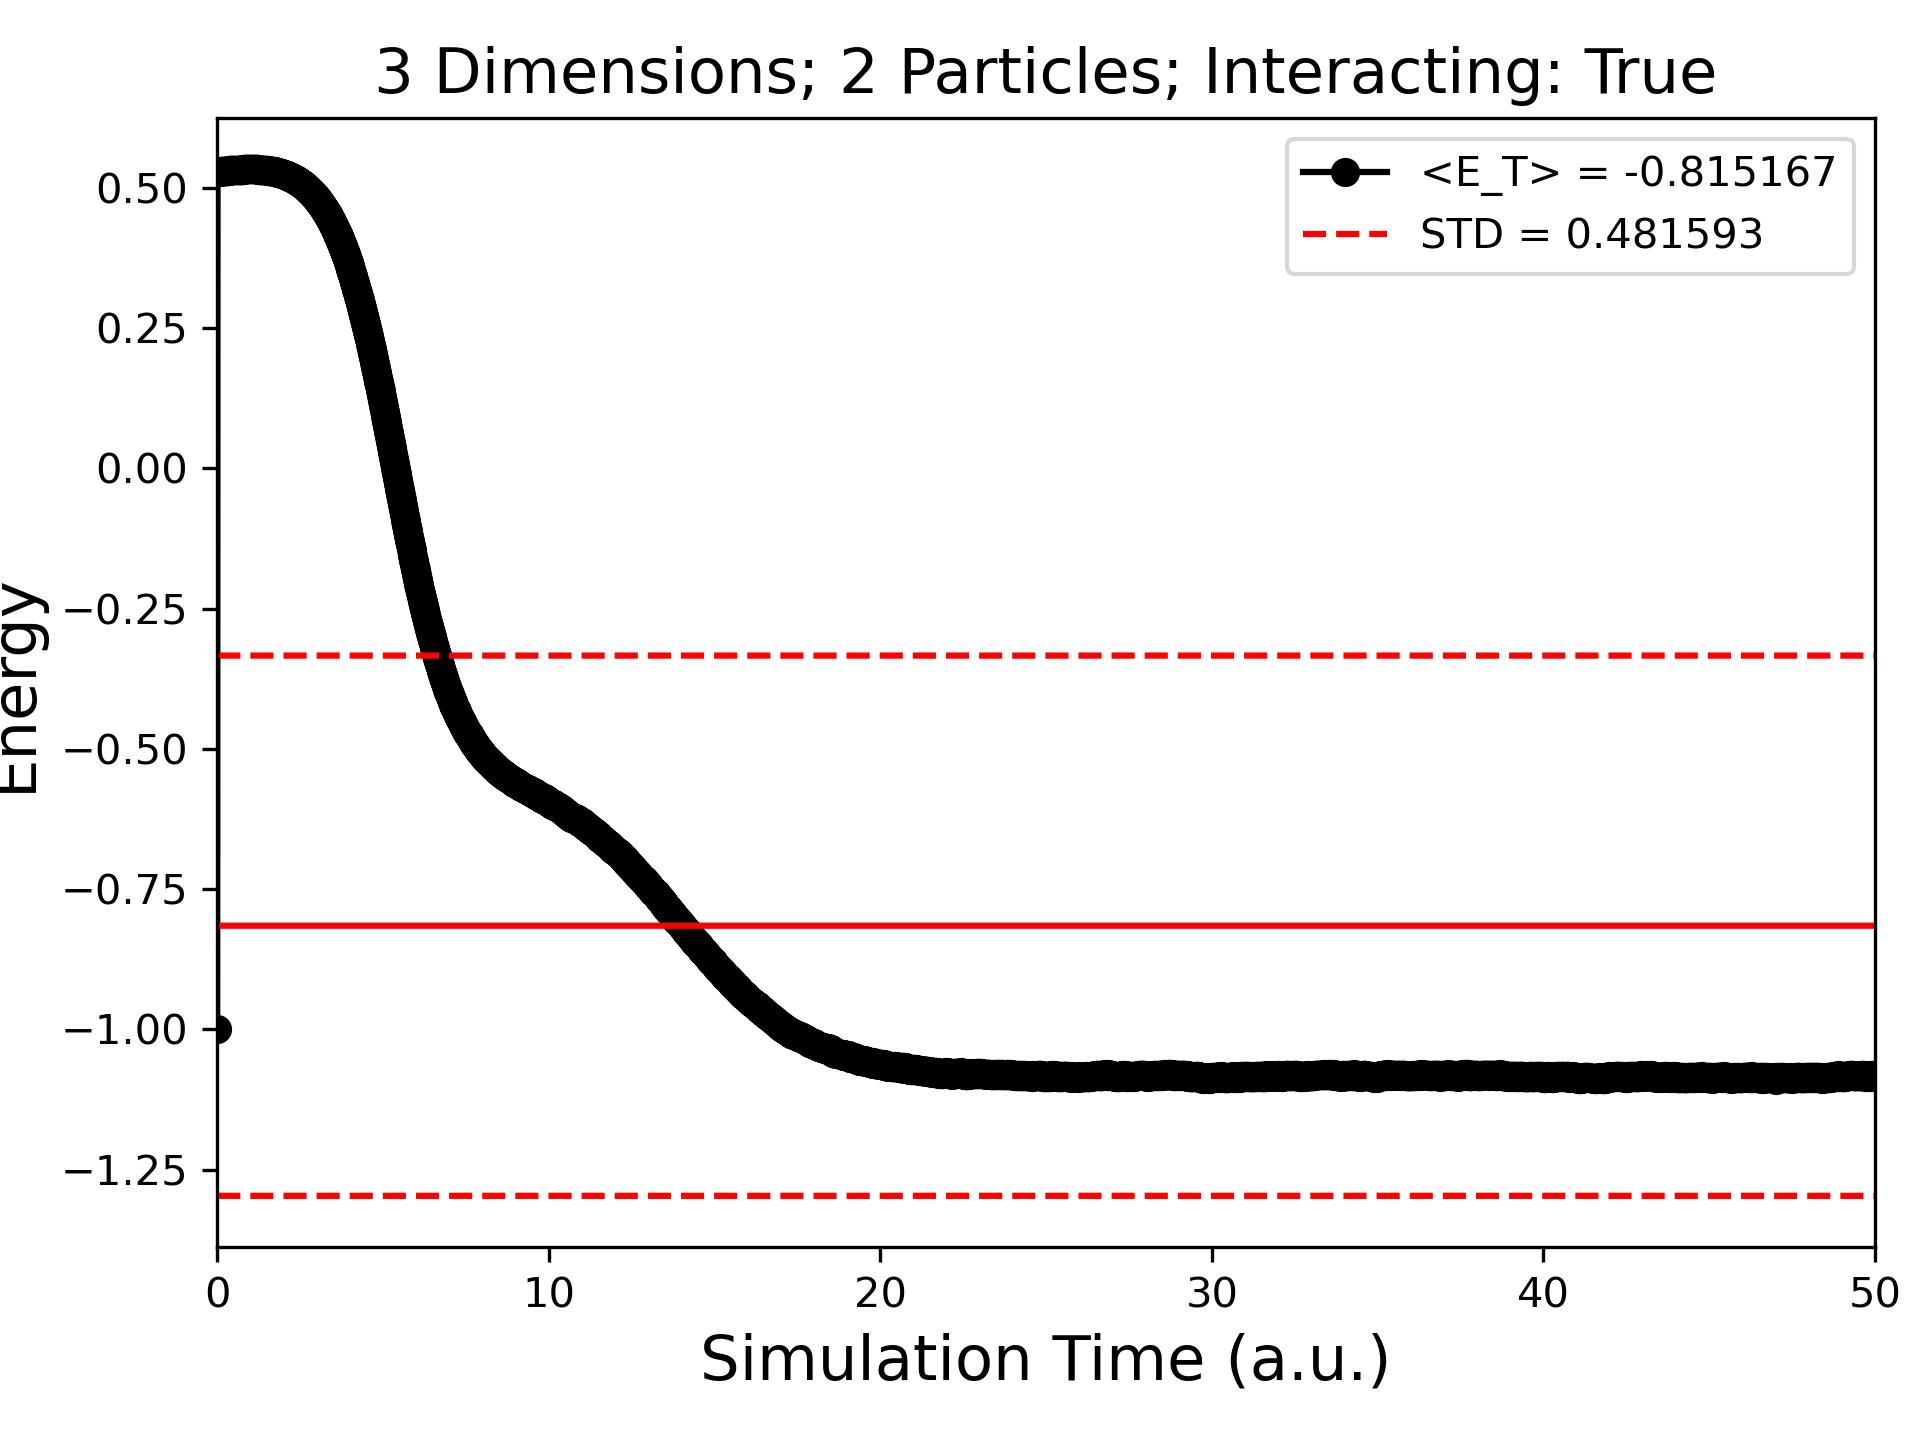 3 Dimensions; 2 Particles; Interacting: True
<E_T> = -0.815167
STD = 0.481593
Energy
0.50
0.25
0.00
−0.25
−0.50
−0.75
−1.00
−1.25
0 10 20 30 40 50
Simulation Time (a.u.)